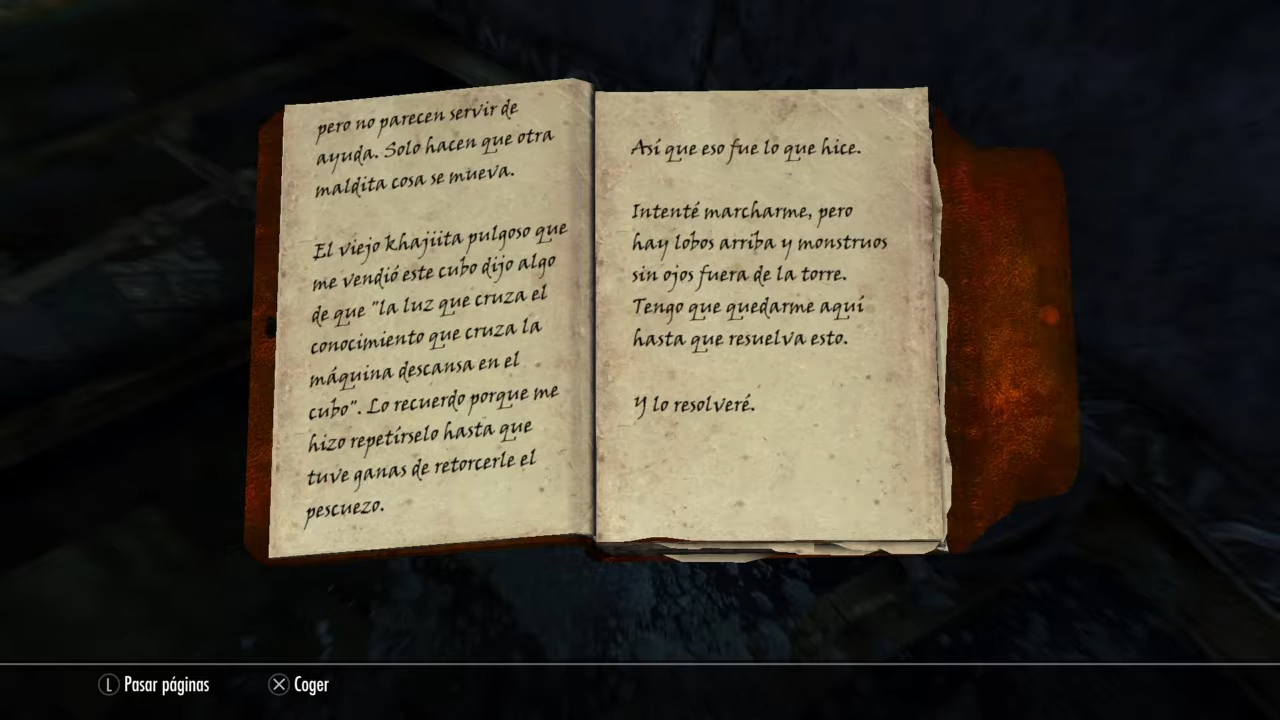 pero no parecen servir de
ayuda. Solo hacen que otra
maldita cosa se mueva.
El viejo khajiita pulgoso que
me vendió este cubo dijo algo
de que "la luz que cruza el
conocimiento que cruza la
máquina descansa en el
cubo". Lo recuerdo porque me
hizo repetírselo hasta que
tuve ganas de retorcerle el
pescuezo.
Así que eso fue lo que hice.
Intenté marcharme, pero
hay lobos arriba y monstruos
sin ojos fuera de la torre.
Tengo que quedarme aquí
hasta que resuelva esto.
Y lo resolveré.
L Pasar páginas
X Coger